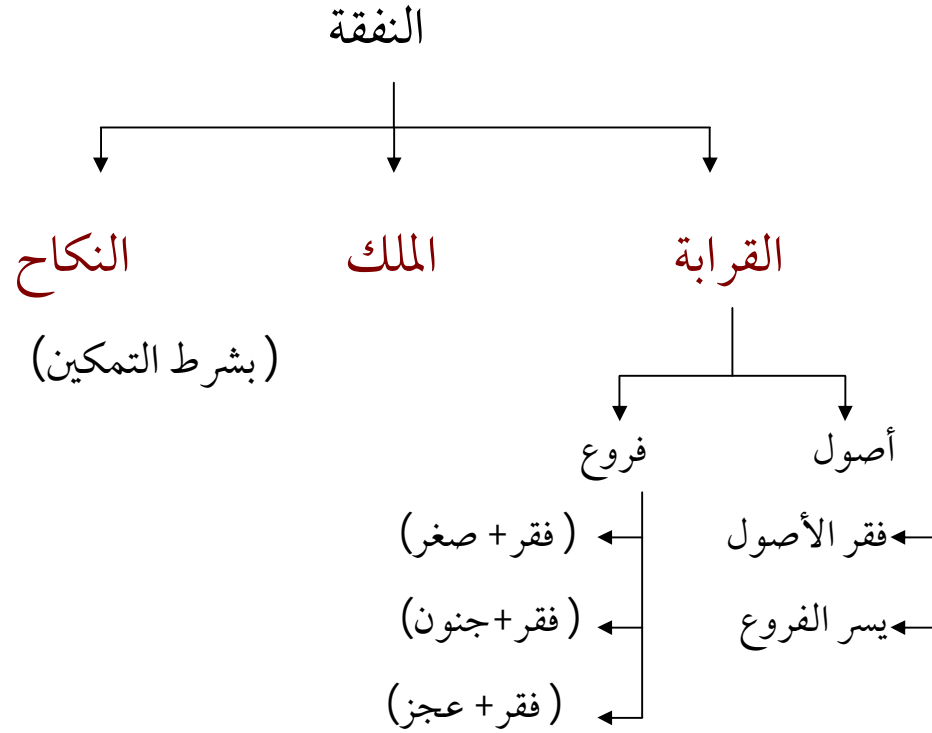 النفقة
القرابة
الملك
النكاح
(بشرط التمكين)
أصول
فروع
فقر الأصول
(فقر+ صغر)
يسر الفروع
(فقر+جنون)
(فقر+ عجز)